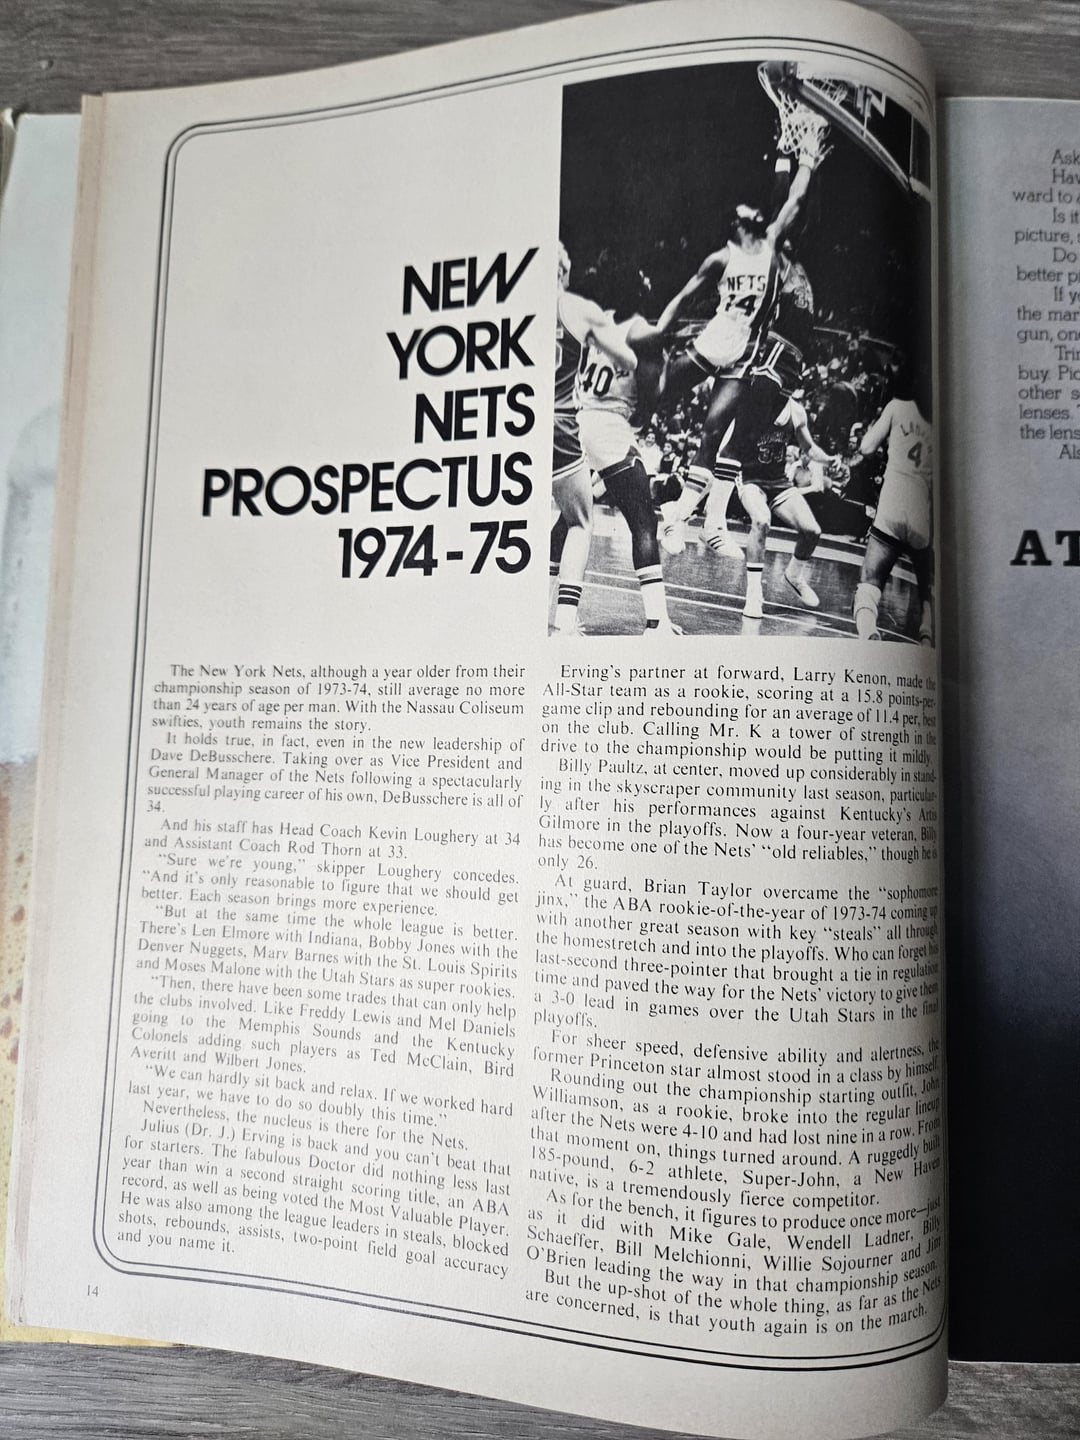 NEW
YORK
NETS
PROSPECTUS
1974-75
NETS
14
40
4
The New York Nets, although a year older from their
championship season of 1973-74, still average no more
than 24 years of age per man. With the Nassau Coliseum
swifties, youth remains the story.
It holds true, in fact, even in the new leadership of
Dave DeBusschere. Taking over as Vice President and
General Manager of the Nets following a spectacularly
successful playing career of his own, DeBusschere is all of
34.
And his staff has Head Coach Kevin Loughery at 34
and Assistant Coach Rod Thorn at 33.
"Sure we're young," skipper Loughery concedes.
"And it's only reasonable to figure that we should get
better. Each season brings more experience.
"But at the same time the whole league is better.
There's Len Elmore with Indiana, Bobby Jones with the
Denver Nuggets, Marv Barnes with the St. Louis Spirits
and Moses Malone with the Utah Stars as super rookies.
"Then, there have been some trades that can only help
the clubs involved. Like Freddy Lewis and Mel Daniels
going to the Memphis Sounds and the Kentucky
Colonels adding such players as Ted McClain, Bird
Averitt and Wilbert Jones.
"We can hardly sit back and relax. If we worked hard
last year, we have to do so doubly this time."
Nevertheless, the nucleus is there for the Nets.
Julius (Dr. J.) Erving is back and you can't beat that
for starters. The fabulous Doctor did nothing less last
year than win a second straight scoring title, an ABA
record, as well as being voted the Most Valuable Player.
He was also among the league leaders in steals, blocked
shots, rebounds, assists, two-point field goal accuracy
and you name it.
Erving's partner at forward, Larry Kenon, made the
All-Star team as a rookie, scoring at a 15.8 points-per-
game clip and rebounding for an average of 11.4 per, best
on the club. Calling Mr. K a tower of strength in the
drive to the championship would be putting it mildly.
Billy Paultz, at center, moved up considerably in stand-
ing in the skyscraper community last season, particular-
ly after his performances against Kentucky's Artis
Gilmore in the playoffs. Now a four-year veteran, Billy
has become one of the Nets' "old reliables," though he is
only 26.
At guard, Brian Taylor overcame the "sophomore
jinx," the ABA rookie-of-the-year of 1973-74 coming up
with another great season with key "steals" all through
the homestretch and into the playoffs. Who can forget his
last-second three-pointer that brought a tie in regulation
time and paved the way for the Nets' victory to give them
a 3-0 lead in games over the Utah Stars in the final
playoffs.
For sheer speed, defensive ability and alertness, the
former Princeton star almost stood in a class by himself.
Rounding out the championship starting outfit, John
Williamson, as a rookie, broke into the regular lineup
after the Nets were 4-10 and had lost nine in a row. From
that moment on, things turned around. A ruggedly built
185-pound, 6-2 athlete, Super-John, a New Haven
native, is a tremendously fierce competitor.
As for the bench, it figures to produce once more—just
as it did with Mike Gale, Wendell Ladner, Billy
Schaeffer, Bill Melchionni, Willie Sojourner and Jim
O'Brien leading the way in that championship season.
But the up-shot of the whole thing, as far as the Nets
are concerned, is that youth again is on the march.
14
Ask
Hav
ward to a
Is it
picture,
Do
better p
If y
the mar
gun, on
Trin
buy. Pic
other s
lenses.
the lens
Als
AT